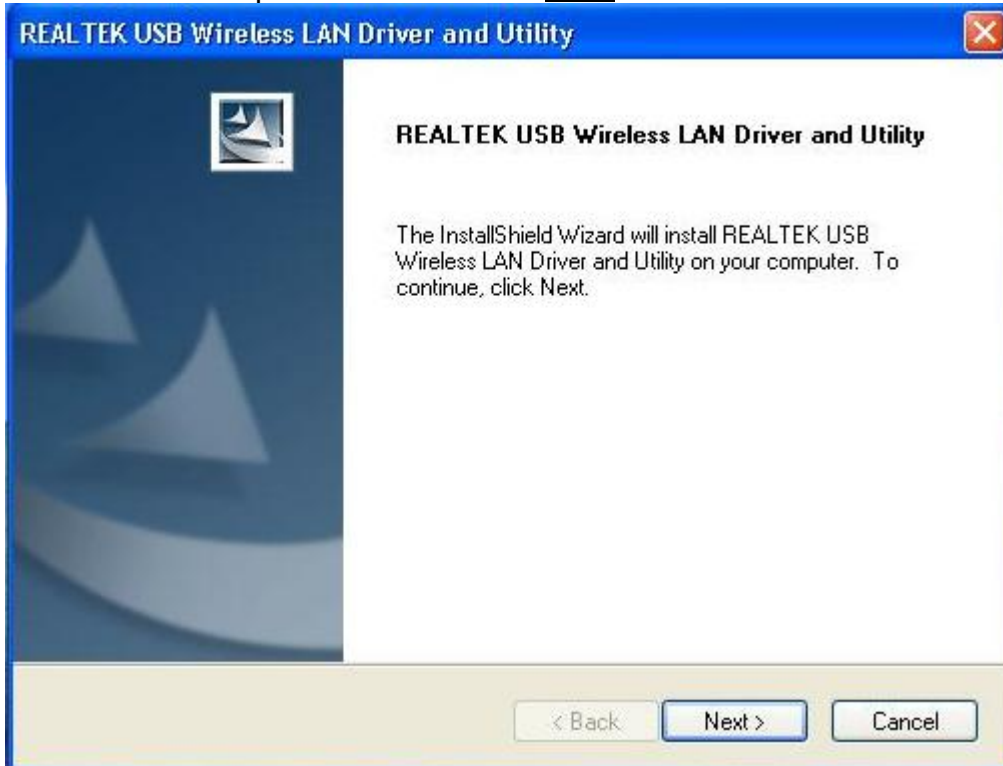 REALTEK USB Wireless LAN Driver and Utility
REALTEK USB Wireless LAN Driver and Utility
The InstallShield Wizard will install REALTEK USB
Wireless LAN Driver and Utility on your computer. To
continue, click Next.
< Back
Next >
Cancel